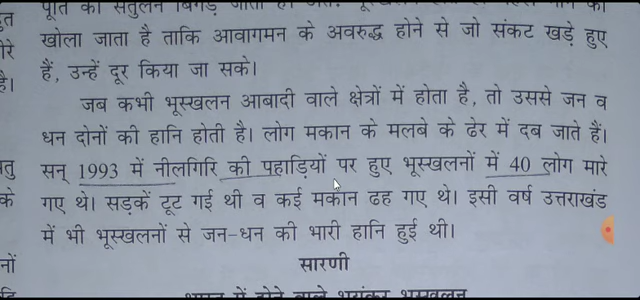 खोला जाता है ताकि आवागमन के अवरुद्ध होने से जो संकट खड़े हुए
हैं, उन्हें दूर किया जा सके।
जब कभी भूस्खलन आबादी वाले क्षेत्रों में होता है, तो उससे जन व
धन दोनों की हानि होती है। लोग मकान के मलबे के ढेर में दब जाते हैं।
सन् 1993 में नीलगिरि की पहाड़ियों पर हुए भूस्खलनों में 40 लोग मारे
गए थे। सड़कें टूट गई थी व कई मकान ढह गए थे। इसी वर्ष उत्तराखंड
में भी भूस्खलनों से जन-धन की भारी हानि हुई थी।
सारणी